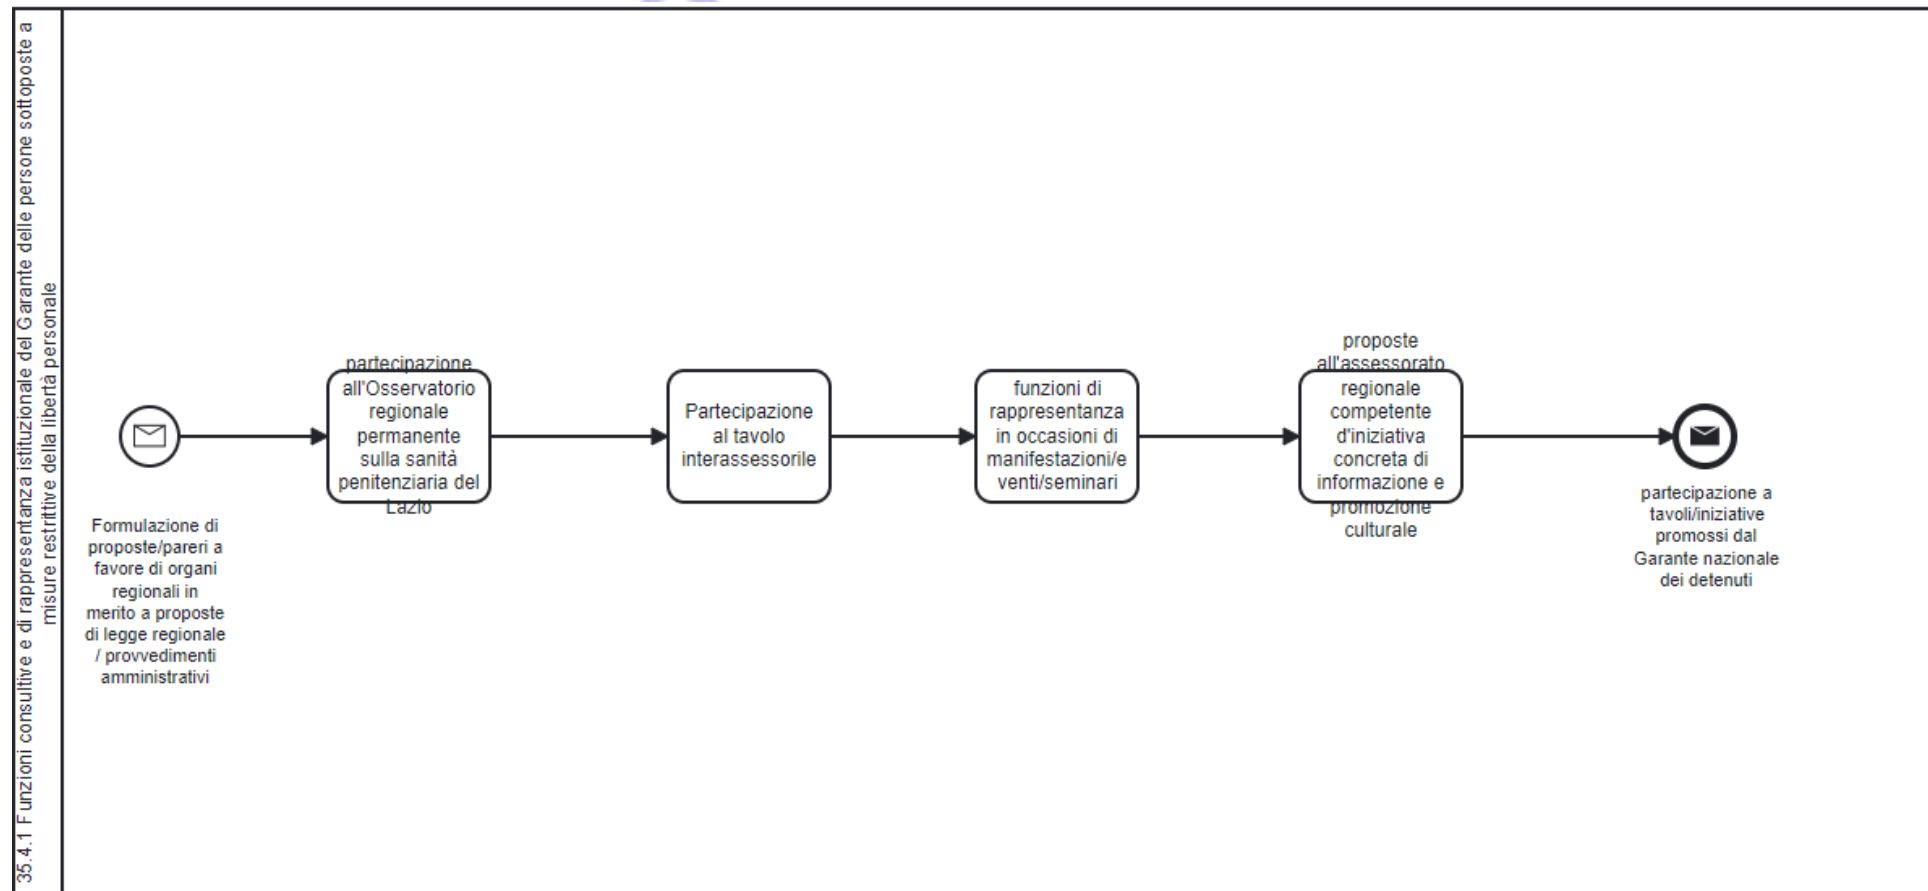 35.4.1 Funzioni consultive e di rappresentanza istituzionale del Garante delle persone sottoposte a
misure restrittive della libertà personale
Formulazione di
proposte/pareri a
favore di organi
regionali in
merito a proposte
di legge regionale
/ provvedimenti
amministrativi
partecipazione
all'Osservatorio
regionale
permanente
sulla sanità
penitenziaria del
Lazio
Partecipazione
al tavolo
interassessorile
funzioni di
rappresentanza
in occasioni di
manifestazioni/e
venti/seminari
proposte
all'assessorato
regionale
competente
d'iniziativa
concreta di
informazione e
promozione
culturale
partecipazione a
tavoli/iniziative
promossi dal
Garante nazionale
dei detenuti